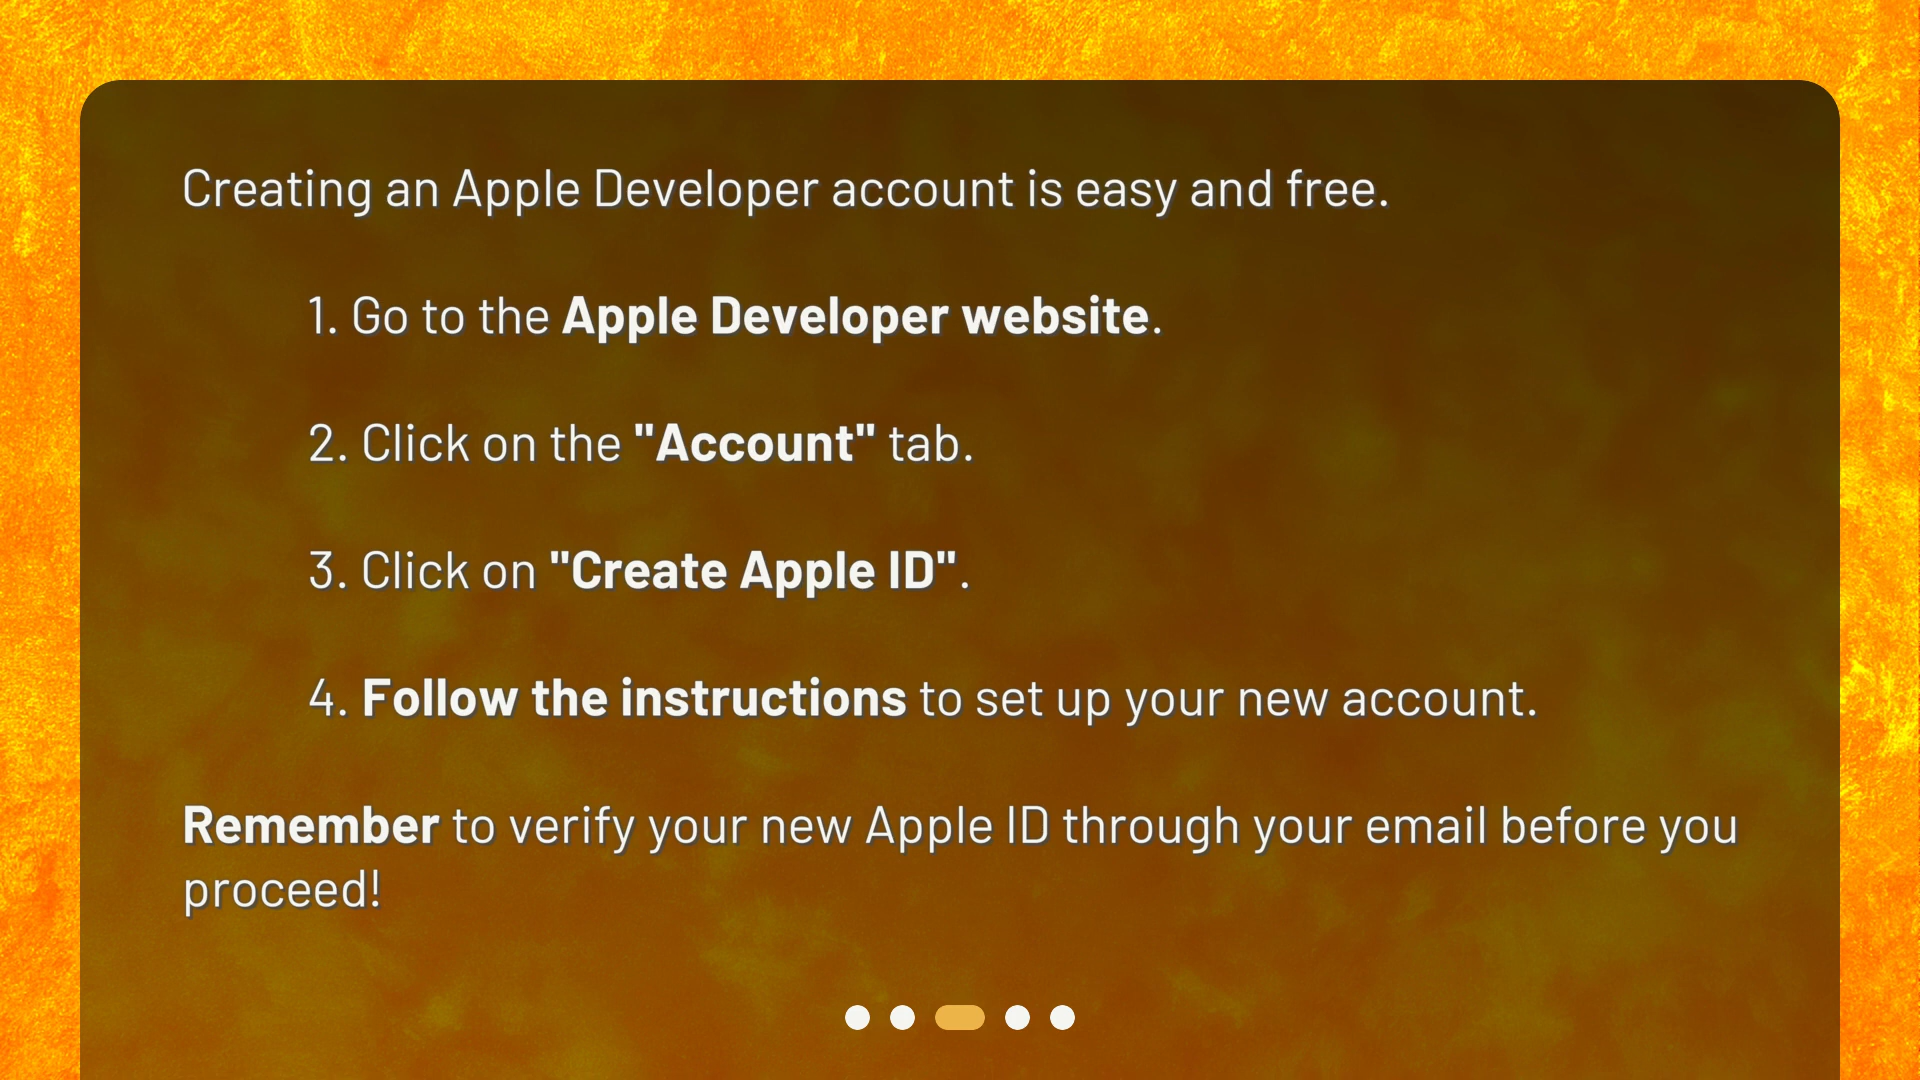 Creating an Apple Developer account is easy and free.
1. Go to the Apple Developer website.
2. Click on the "Account" tab.
3. Click on "Create Apple ID".
4. Follow the instructions to set up your new account.
Remember to verify your new Apple ID through your email before you
proceed!